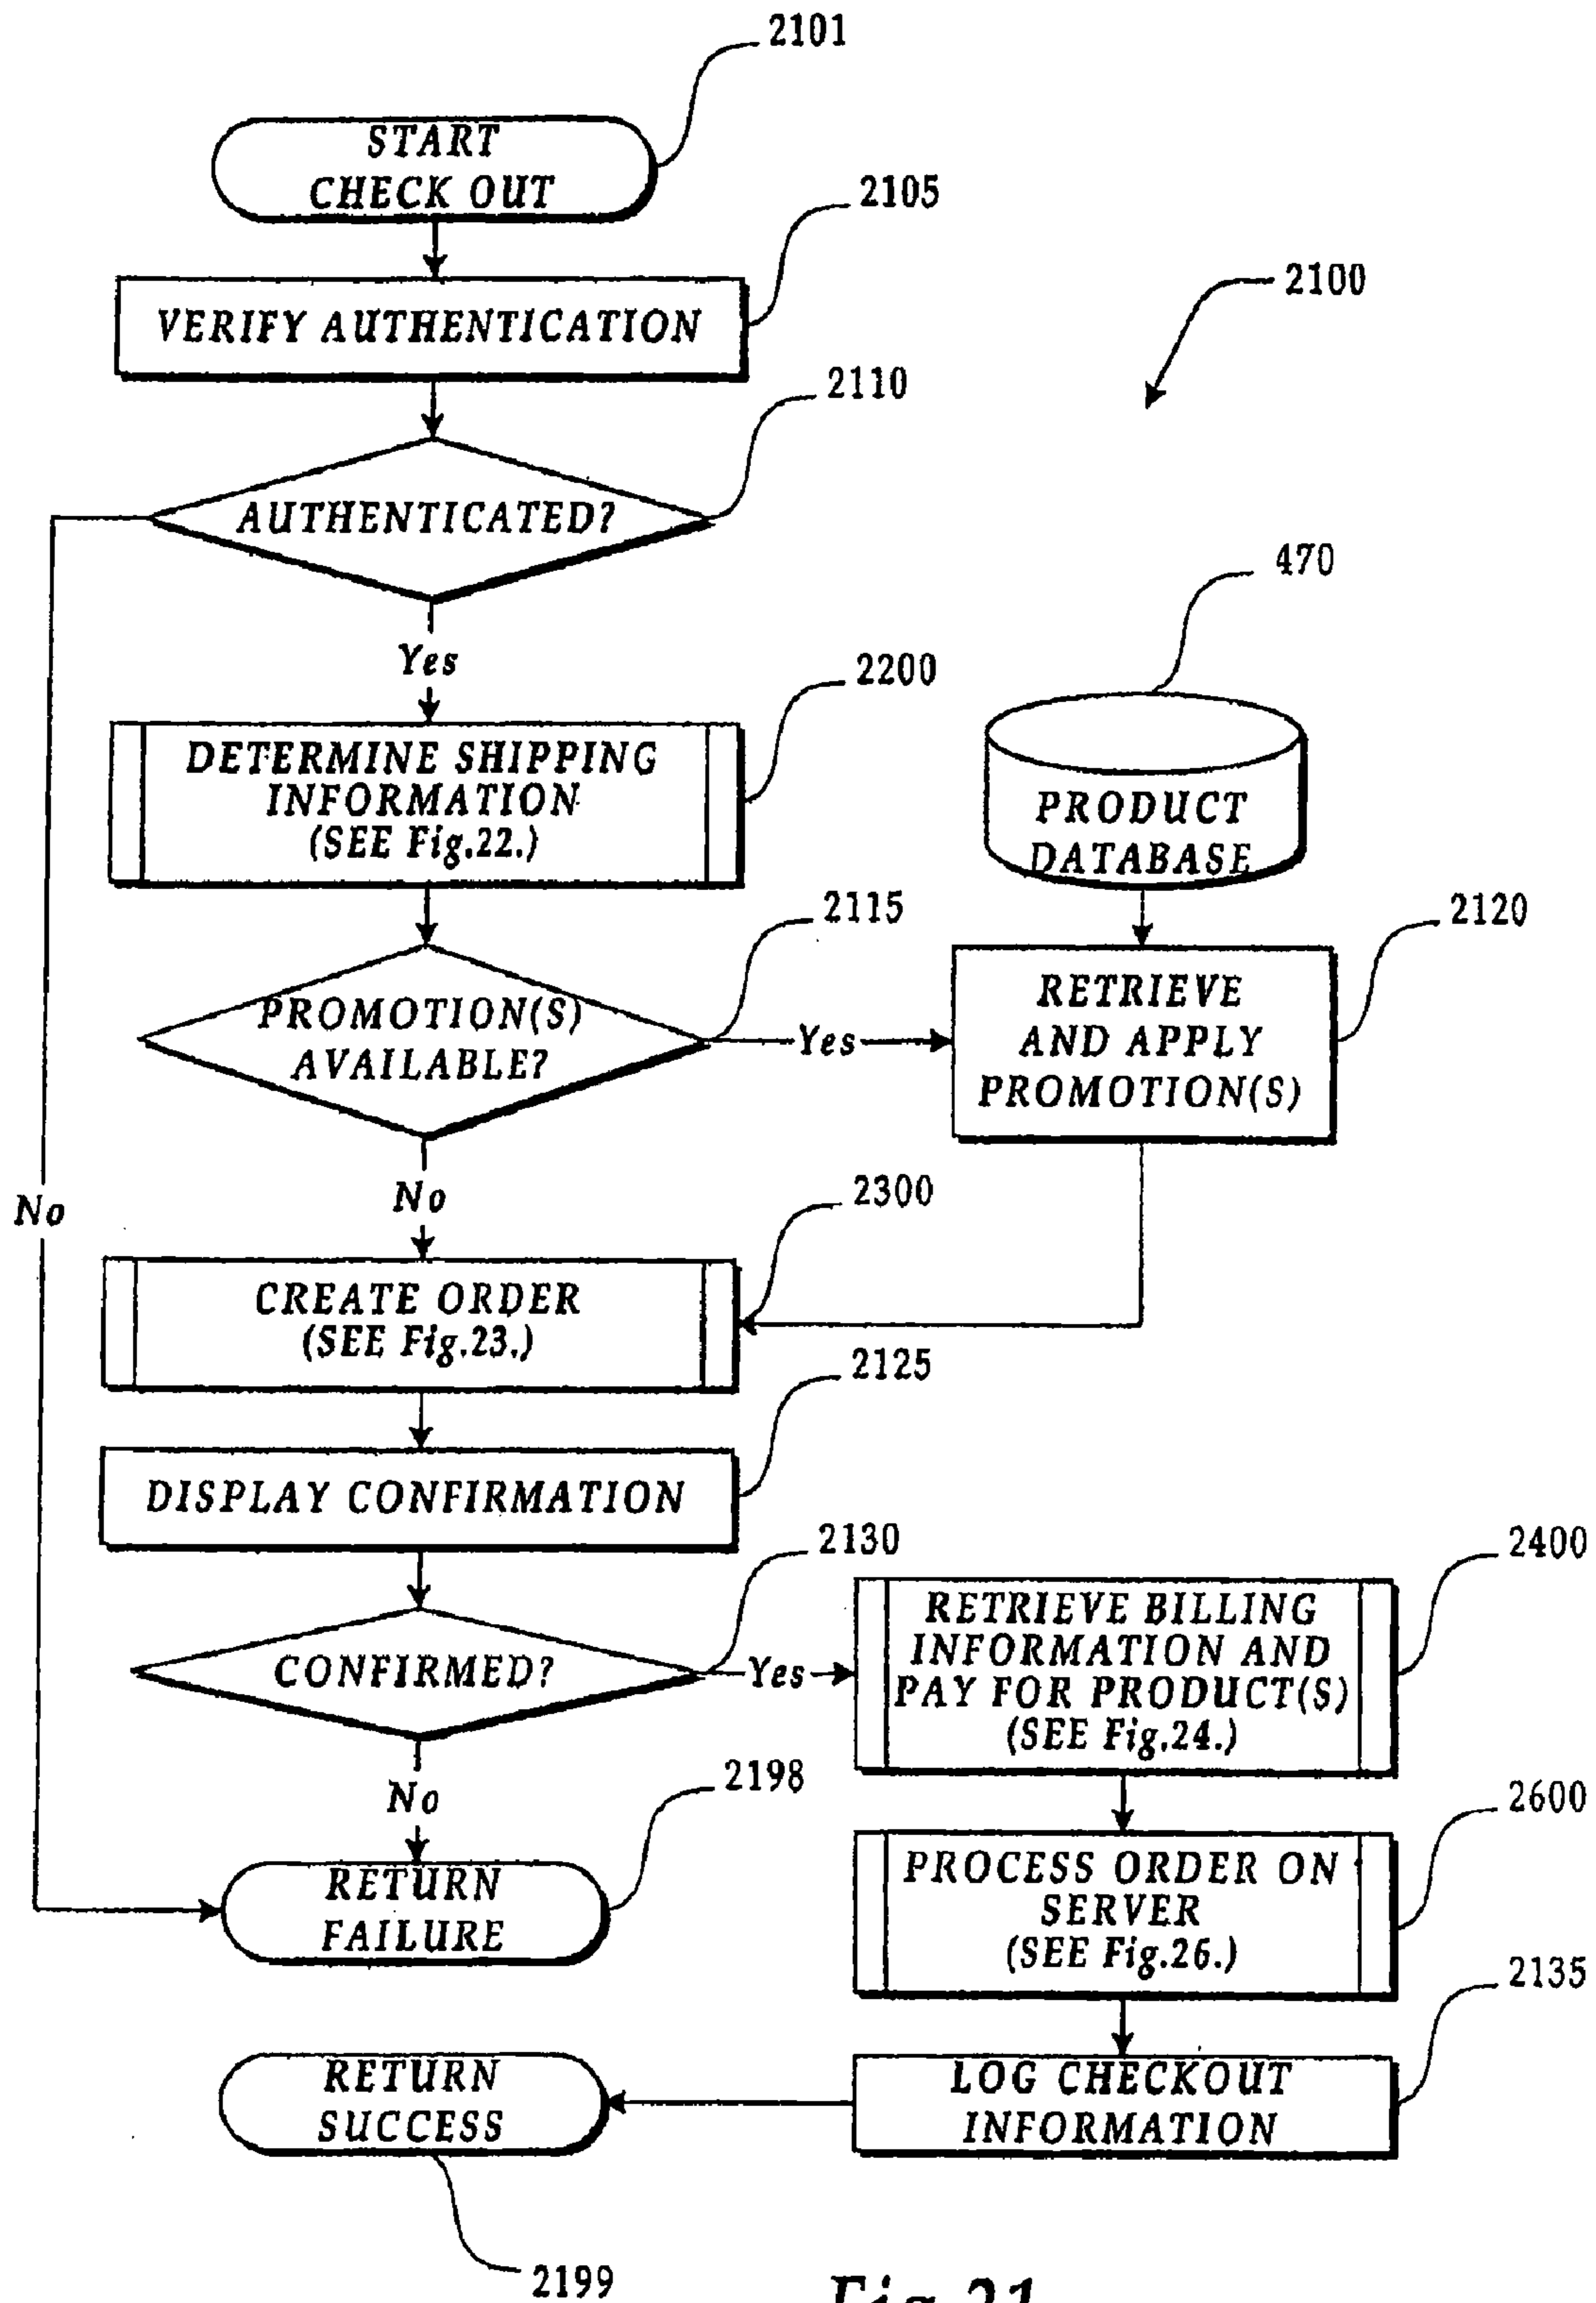 2101
START
CHECK OUT
2105
VERIFY AUTHENTICATION
2100
2110
AUTHENTICATED?
470
Yes
2200
DETERMINE SHIPPING
INFORMATION
(SEE Fig.22.)
PRODUCT
DATABASE
2115
2120
PROMOTION(S)
AVAILABLE?
Yes
RETRIEVE
AND APPLY
PROMOTION(S)
No
No
2300
CREATE ORDER
(SEE Fig.23.)
2125
DISPLAY CONFIRMATION
2130
2400
CONFIRMED?
Yes
RETRIEVE BILLING
INFORMATION AND
PAY FOR PRODUCT(S)
(SEE Fig.24.)
No
2198
2600
RETURN
FAILURE
PROCESS ORDER ON
SERVER
(SEE Fig.26.)
2135
RETURN
SUCCESS
LOG CHECKOUT
INFORMATION
2199
Fig.21